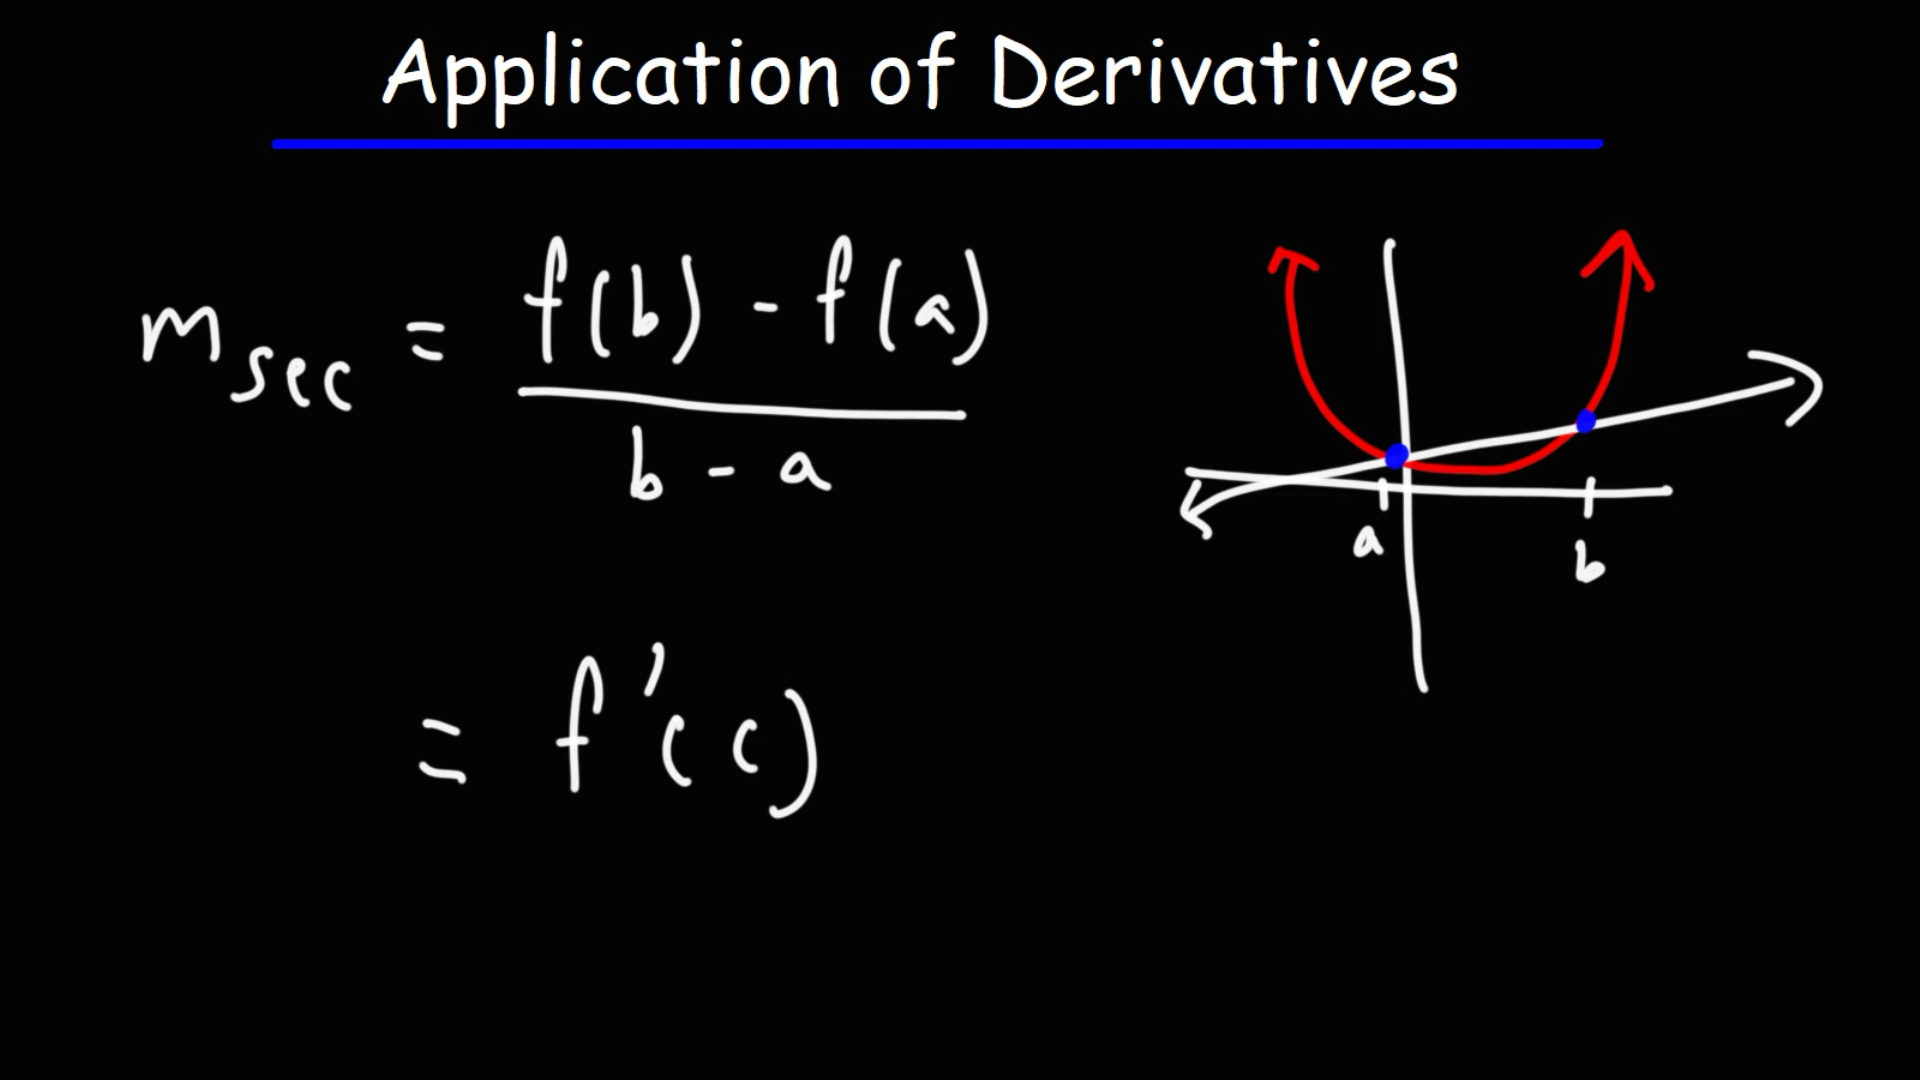 Application of Derivatives
m_sec = f(b) - f(a)
b - a
= f'(c)
a
b